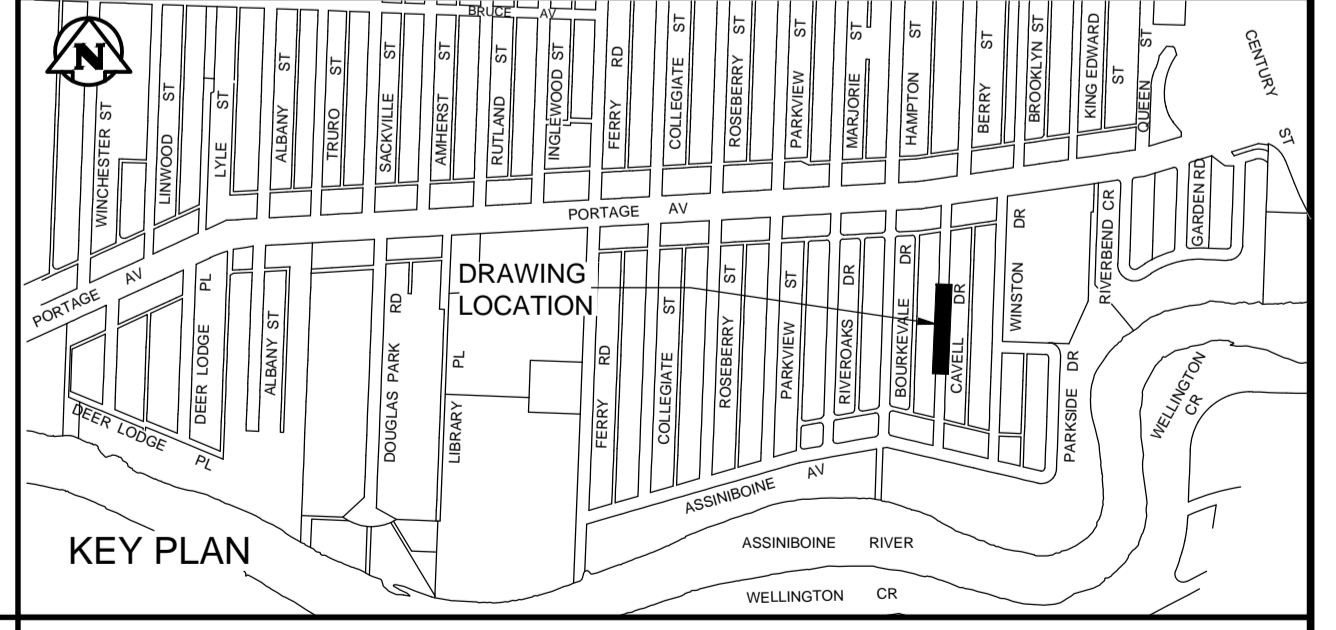 BRUCE AV
N
WINCHESTER ST
LINWOOD ST
LYLE ST
ALBANY ST
TRURO ST
SACKVILLE ST
AMHERST ST
RUTLAND ST
INGLEWOOD ST
FERRY RD
COLLEGIATE ST
ROSEBERRY ST
PARKVIEW ST
MARJORIE ST
HAMPTON ST
BERRY ST
BROOKLYN ST
KING EDWARD ST
QUEEN ST
CENTURY ST
PORTAGE AV
PORTAGE AV
DRAWING
LOCATION
DEER LODGE PL
ALBANY ST
DOUGLAS PARK RD
LIBRARY PL
FERRY RD
COLLEGIATE ST
ROSEBERRY ST
PARKVIEW ST
RIVEROAKS DR
BOURKEVALE DR
CAVELL DR
WINSTON DR
PARKSIDE DR
RIVERBEND CR
GARDEN RD
WELLINGTON CR
DEER LODGE PL
ASSINIBOINE AV
KEY PLAN
ASSINIBOINE RIVER
WELLINGTON CR